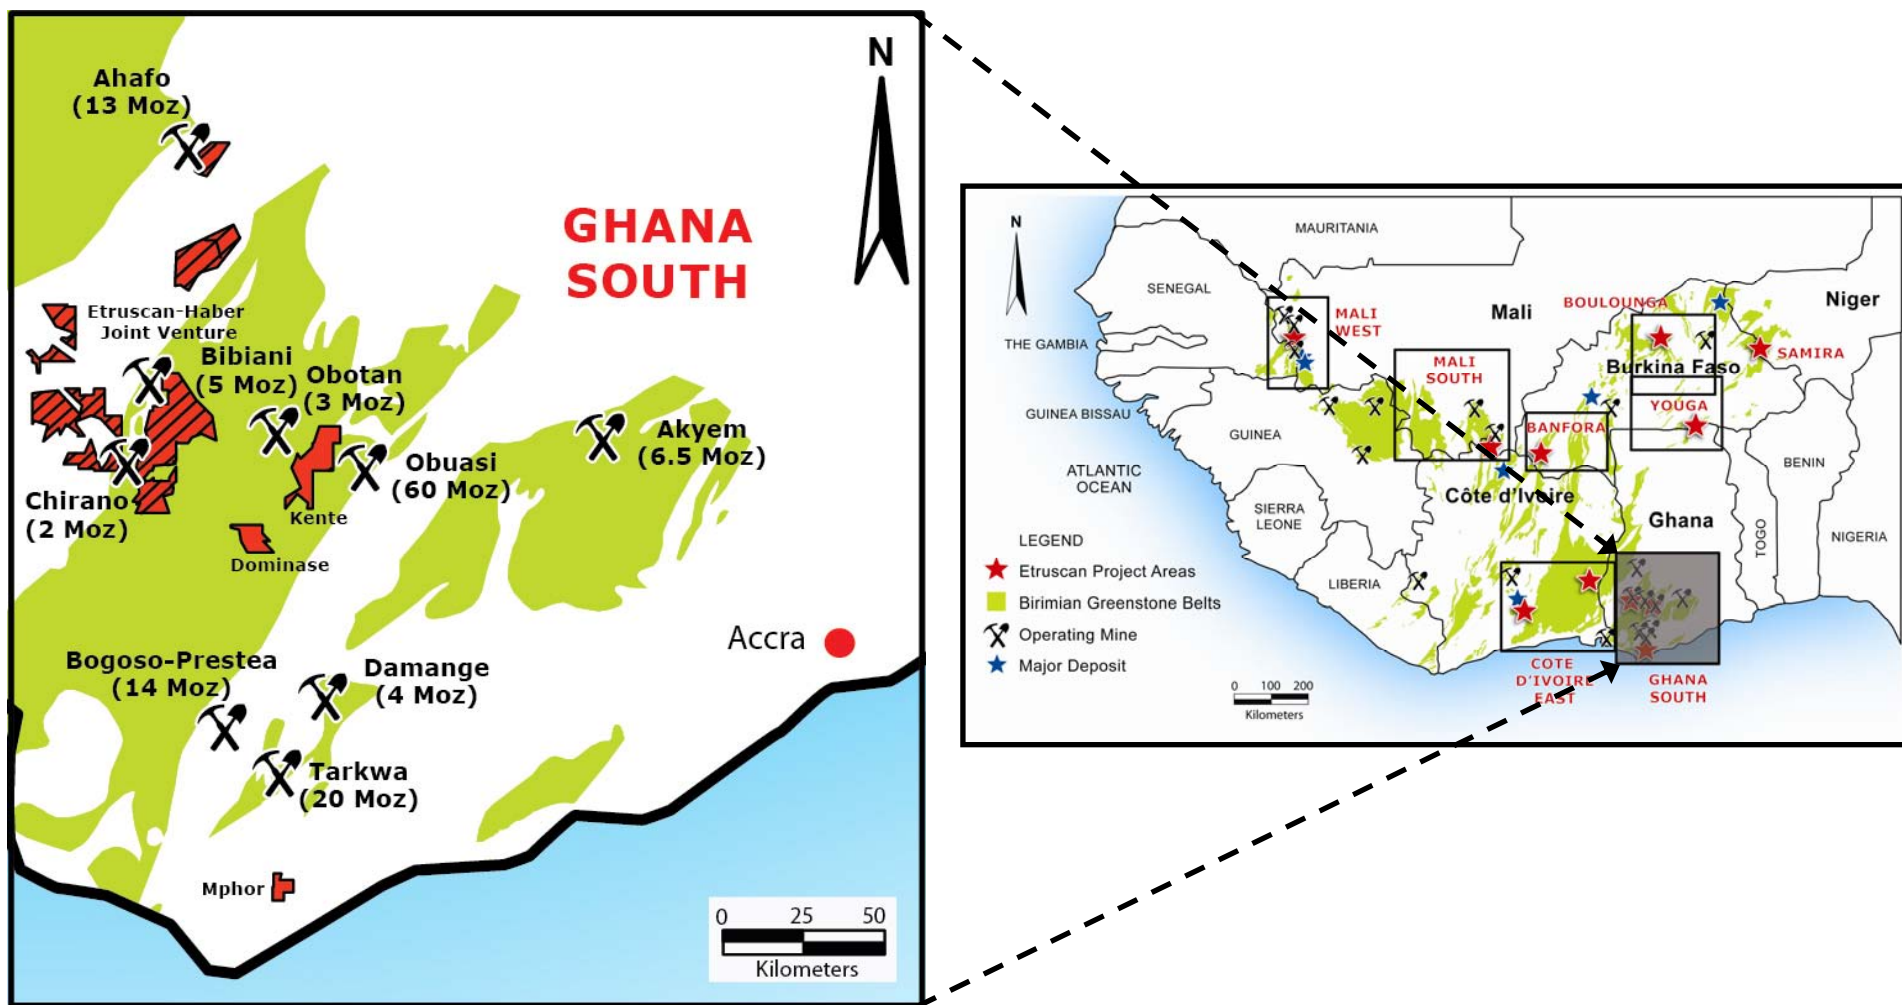 N
Ahafo
(13 Moz)
GHANA
SOUTH
Etruscan-Haber
Joint Venture
Bibiani
(5 Moz)
Obotan
(3 Moz)
Akyem
(6.5 Moz)
Obuasi
(60 Moz)
Chirano
(2 Moz)
Kente
Dominase
Accra
Bogoso-Prestea
(14 Moz)
Damange
(4 Moz)
Tarkwa
(20 Moz)
Mphor
0 25 50
Kilometers
N
MAURITANIA
SENEGAL
THE GAMBIA
GUINEA BISSAU
GUINEA
ATLANTIC
OCEAN
SIERRA
LEONE
LIBERIA
MALI
WEST
Mali
MALI
SOUTH
BOULOUNGA
Niger
SAMIRA
Burkina Faso
YOUGA
BANFORA
BENIN
Côte d'Ivoire
Ghana
TOGO
NIGERIA
LEGEND
Etruscan Project Areas
Birimian Greenstone Belts
Operating Mine
Major Deposit
0 100 200
Kilometers
COTE
D'IVOIRE
EAST
GHANA
SOUTH